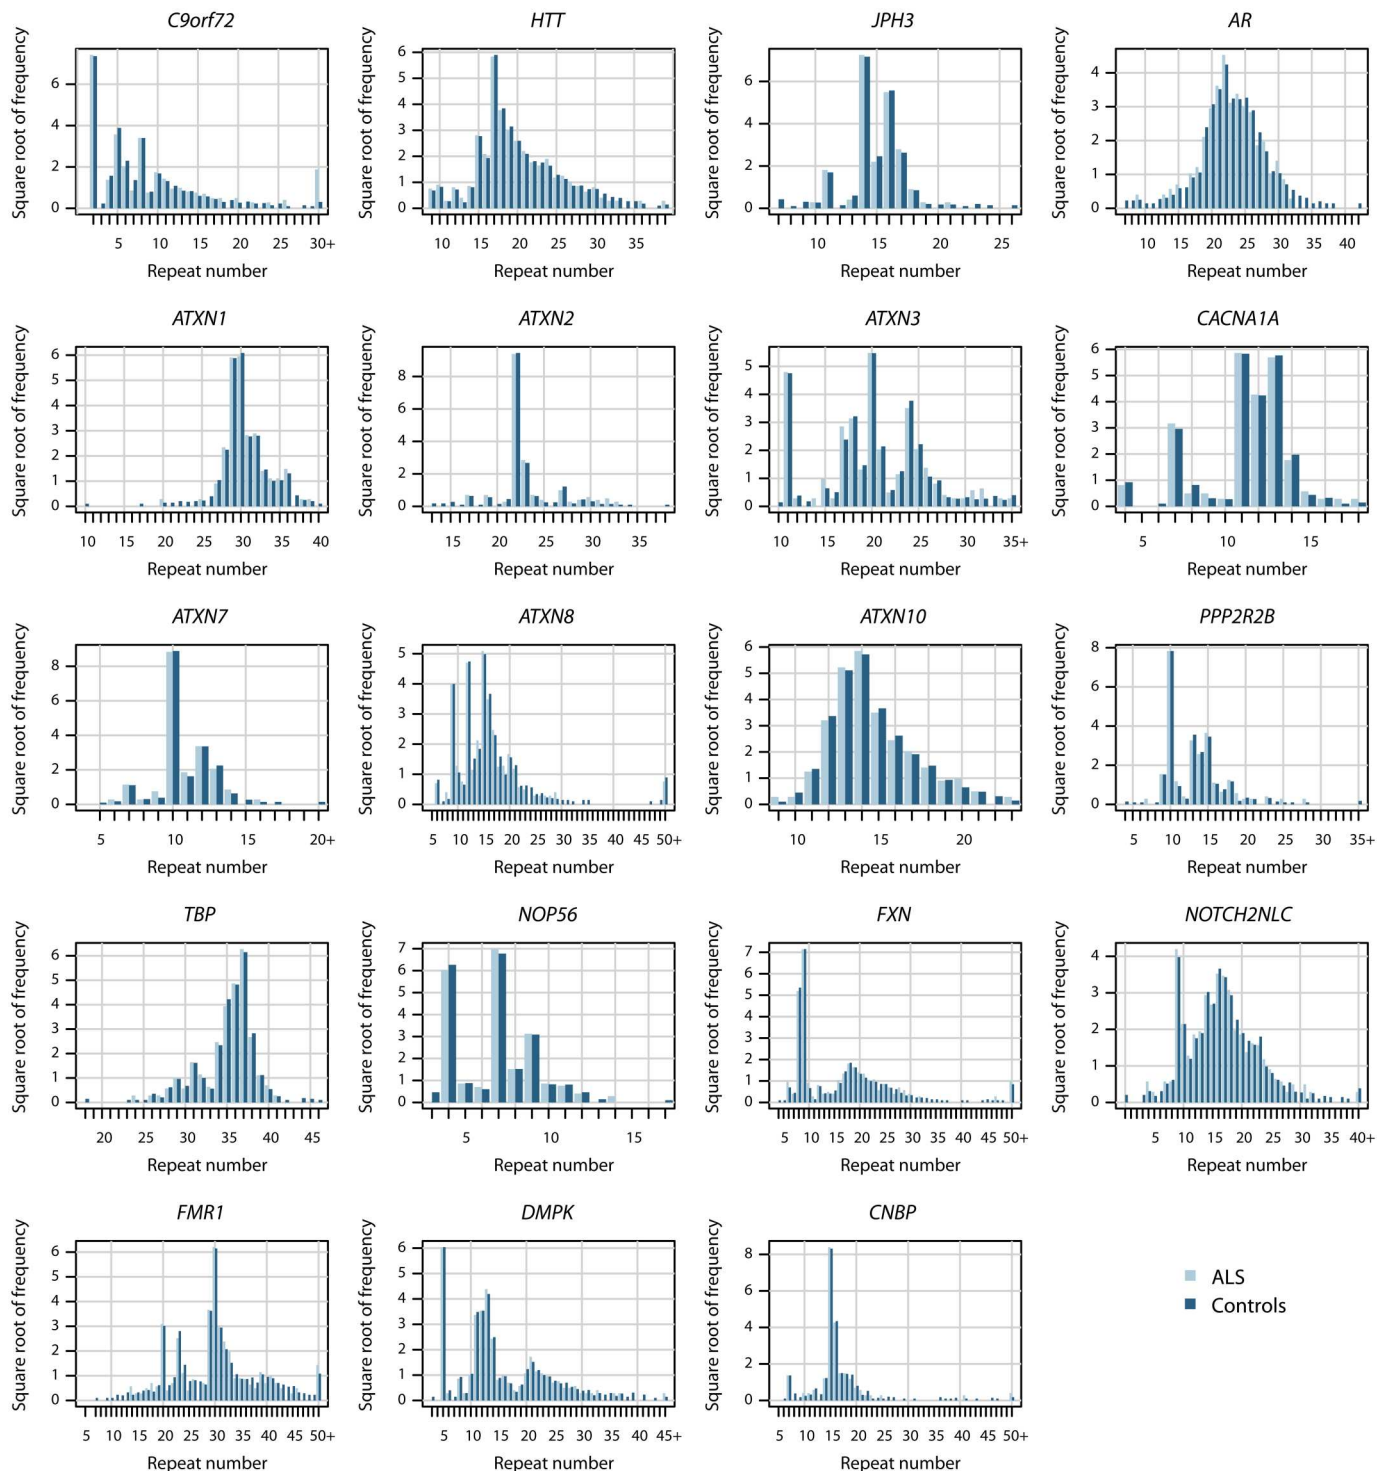 C9orf72
HTT
JPH3
AR
Square root of frequency
6
4
2
0
5 10 15 20 25 30+
Repeat number
Square root of frequency
6
5
4
3
2
1
0
10 15 20 25 30 35
Repeat number
Square root of frequency
6
4
2
0
10 15 20 25
Repeat number
Square root of frequency
4
3
2
1
0
10 15 20 25 30 35 40
Repeat number
ATXN1
ATXN2
ATXN3
CACNA1A
Square root of frequency
6
5
4
3
2
1
0
10 15 20 25 30 35 40
Repeat number
Square root of frequency
8
6
4
2
0
15 20 25 30 35
Repeat number
Square root of frequency
5
4
3
2
1
0
10 15 20 25 30 35+
Repeat number
Square root of frequency
6
5
4
3
2
1
0
5 10 15
Repeat number
ATXN7
ATXN8
ATXN10
PPP2R2B
Square root of frequency
8
6
4
2
0
5 10 15 20+
Repeat number
Square root of frequency
5
4
3
2
1
0
5 10 15 20 25 30 35 40 45 50+
Repeat number
Square root of frequency
6
5
4
3
2
1
0
10 15 20
Repeat number
Square root of frequency
8
6
4
2
0
5 10 15 20 25 30 35+
Repeat number
TBP
NOP56
FXN
NOTCH2NLC
Square root of frequency
6
5
4
3
2
1
0
20 25 30 35 40 45
Repeat number
Square root of frequency
7
6
5
4
3
2
1
0
5 10 15
Repeat number
Square root of frequency
7
6
5
4
3
2
1
0
5 10 15 20 25 30 35 40 45 50+
Repeat number
Square root of frequency
4
3
2
1
0
5 10 15 20 25 30 35 40+
Repeat number
FMR1
DMPK
CNBP
Square root of frequency
6
5
4
3
2
1
0
5 10 15 20 25 30 35 40 45 50+
Repeat number
Square root of frequency
6
5
4
3
2
1
0
5 10 15 20 25 30 35 40 45+
Repeat number
Square root of frequency
8
6
4
2
0
5 10 15 20 25 30 35 40 45 50+
Repeat number
ALS
Controls